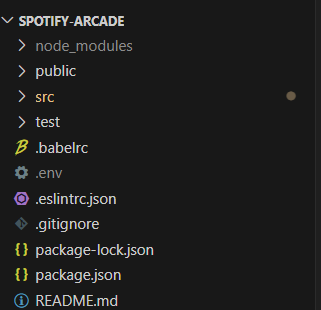 SPOTIFY-ARCADE
node_modules
public
src
test
.babelrc
.env
.eslintrc.json
.gitignore
package-lock.json
package.json
README.md